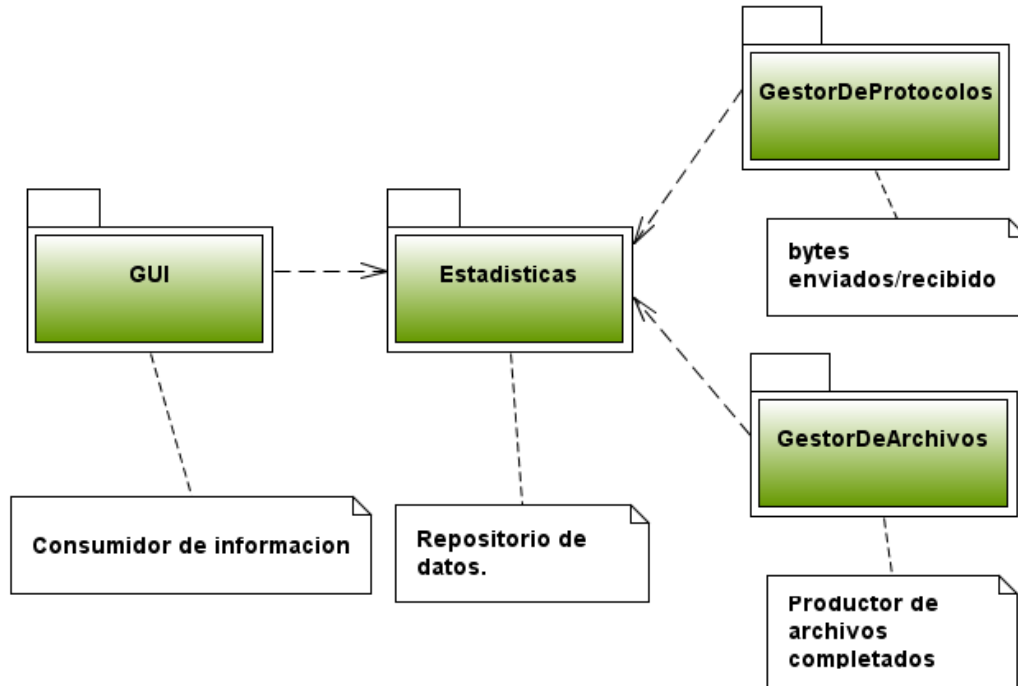 GestorDeProtocolos
bytes
enviados/recibido
GUI
Estadisticas
GestorDeArchivos
Consumidor de informacion
Repositorio de
datos.
Productor de
archivos
completados